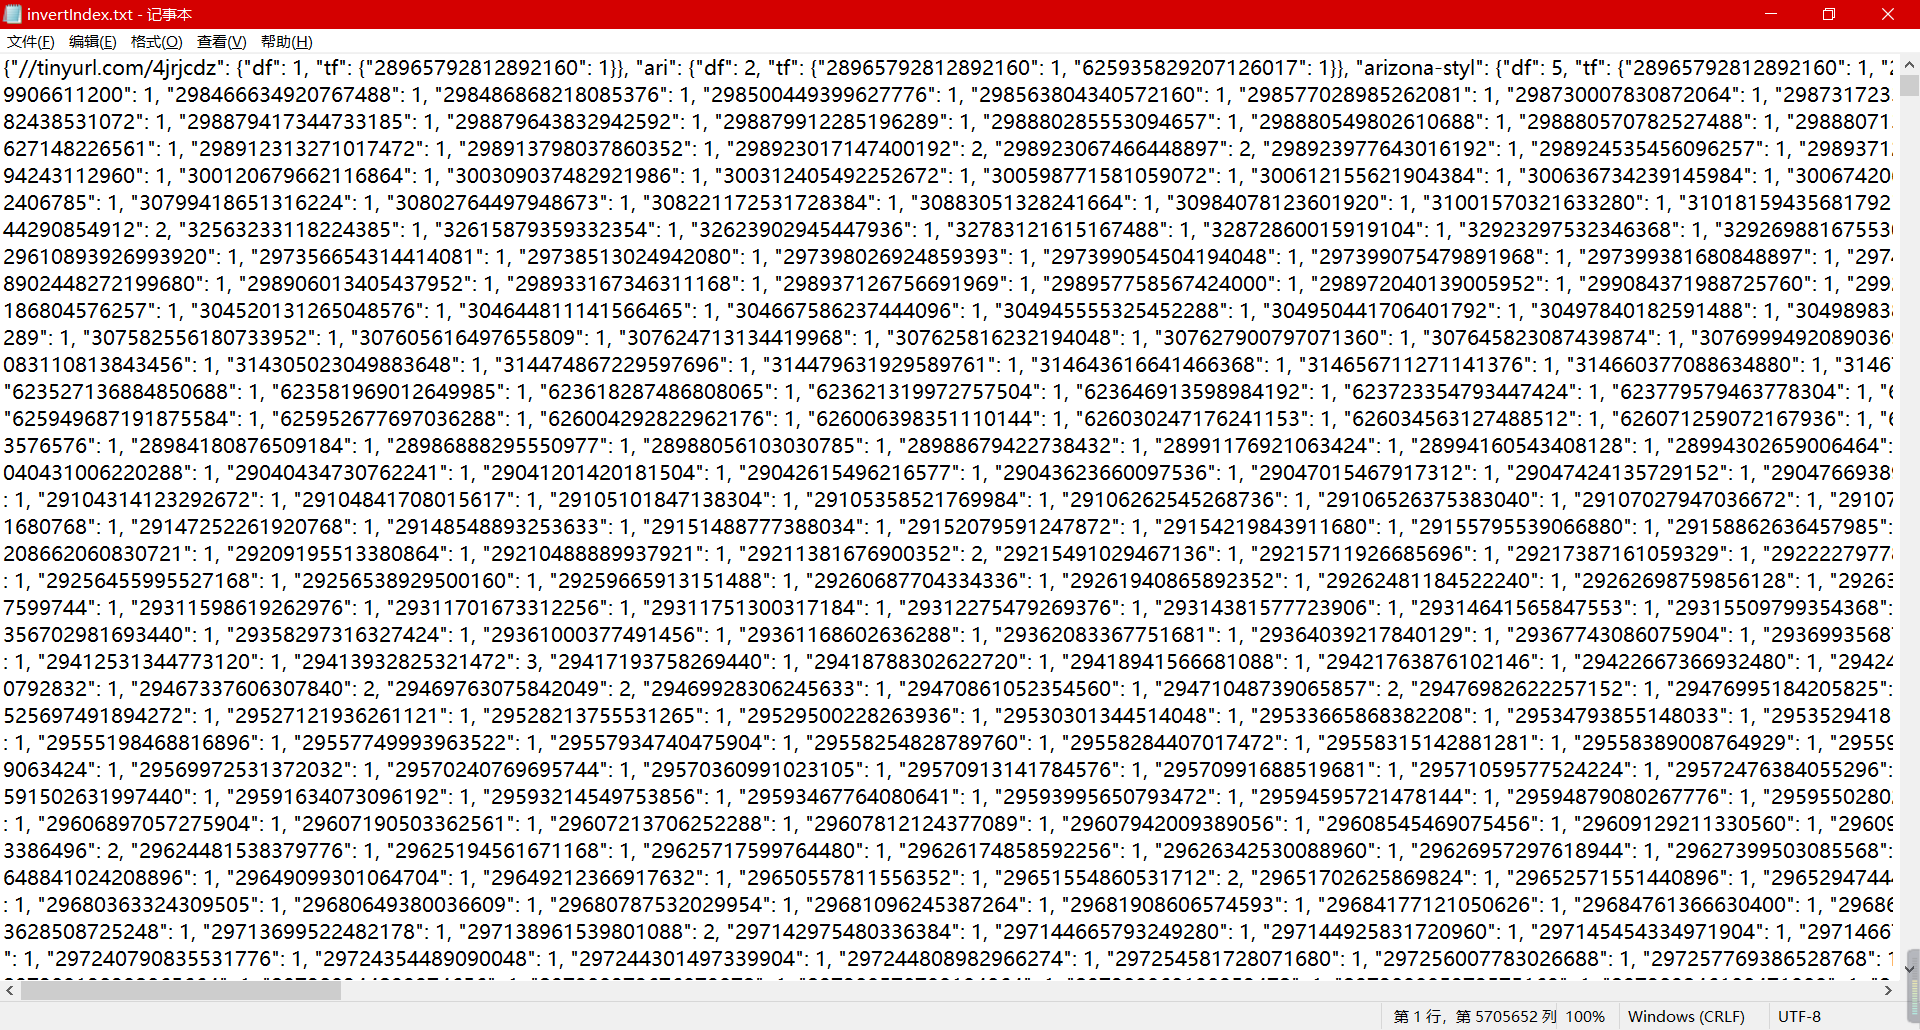 invertIndex.txt - 记事本
文件(F) 编辑(E) 格式(O) 查看(V) 帮助(H)
{"//tinyurl.com/4jrjcdz": {"df": 1, "tf": {"28965792812892160": 1}}, "ari": {"df": 2, "tf": {"28965792812892160": 1, "625935829207126017": 1}}, "arizona-styl": {"df": 5, "tf": {"28965792812892160": 1, "2
9906611200": 1, "298466634920767488": 1, "298486868218085376": 1, "298500449399627776": 1, "298563804340572160": 1, "298577028985262081": 1, "298730007830872064": 1, "298731723
82438531072": 1, "298879417344733185": 1, "298879643832942592": 1, "298879912285196289": 1, "298880285553094657": 1, "298880549802610688": 1, "298880570782527488": 1, "29888071
627148226561": 1, "298912313271017472": 1, "298913798037860352": 1, "298923017147400192": 2, "298923067466448897": 2, "298923977643016192": 1, "298924535456096257": 1, "2989371
94243112960": 1, "300120679662116864": 1, "300309037482921986": 1, "300312405492252672": 1, "300598771581059072": 1, "300612155621904384": 1, "300636734239145984": 1, "30067420
2406785": 1, "30799418651316224": 1, "30802764497948673": 1, "308221172531728384": 1, "30883051328241664": 1, "30984078123601920": 1, "31001570321633280": 1, "31018159435681792
44290854912": 2, "32563233118224385": 1, "32615879359332354": 1, "32623902945447936": 1, "32783121615167488": 1, "32872860015919104": 1, "32923297532346368": 1, "3292698816755
29610893926993920": 1, "297356654314414081": 1, "29738513024942080": 1, "297398026924859393": 1, "297399054504194048": 1, "297399075479891968": 1, "297399381680848897": 1, "297
8902448272199680": 1, "298906013405437952": 1, "298933167346311168": 1, "298937126756691969": 1, "298957758567424000": 1, "298972040139005952": 1, "299084371988725760": 1, "299
186804576257": 1, "304520131265048576": 1, "304644811141566465": 1, "304667586237444096": 1, "304945555325452288": 1, "304950441706401792": 1, "30497840182591488": 1, "30498983
289": 1, "307582556180733952": 1, "307605616497655809": 1, "307624713134419968": 1, "307625816232194048": 1, "307627900797071360": 1, "307645823087439874": 1, "30769994920890369
083110813843456": 1, "314305023049883648": 1, "314474867229597696": 1, "314479631929589761": 1, "314643616641466368": 1, "314656711271141376": 1, "314660377088634880": 1, "3146
"623527136884850688": 1, "623581969012649985": 1, "623618287486808065": 1, "623621319972757504": 1, "623646913598984192": 1, "623723354793447424": 1, "623779579463778304": 1, "6
"625949687191875584": 1, "625952677697036288": 1, "626004292822962176": 1, "626006398351110144": 1, "626030247176241153": 1, "626034563127488512": 1, "626071259072167936": 1, "6
3576576": 1, "28984180876509184": 1, "28986888295550977": 1, "28988056103030785": 1, "28988679422738432": 1, "28991176921063424": 1, "28994160543408128": 1, "28994302659006464":
0404310062​20288": 1, "29040434730762241": 1, "29041201420181504": 1, "29042615496216577": 1, "29043623660097536": 1, "29047015467917312": 1, "29047424135729152": 1, "290476693
: 1, "29104314123292672": 1, "29104841708015617": 1, "29105101847138304": 1, "29105358521769984": 1, "29106262545268736": 1, "29106526375383040": 1, "29107027947036672": 1, "29107
1680768": 1, "29147252261920768": 1, "29148548893253633": 1, "29151488777388034": 1, "29152079591247872": 1, "29154219843911680": 1, "29155795539066880": 1, "29158862636457985":
208662060830721": 1, "29209195513380864": 1, "29210488889937921": 1, "29211381676900352": 2, "29215491029467136": 1, "29215711926685696": 1, "29217387161059329": 1, "292222797
: 1, "29256455995527168": 1, "29256538929500160": 1, "29259665913151488": 1, "29260687704334336": 1, "29261940865892352": 1, "29262481184522240": 1, "29262698759856128": 1, "29263
7599744": 1, "29311598619262976": 1, "29311701673312256": 1, "29311751300317184": 1, "29312275479269376": 1, "29314381577723906": 1, "29314641565847553": 1, "29315509799354368":
356702981693440": 1, "29358297316327424": 1, "29361000377491456": 1, "29361168602636288": 1, "29362083367751681": 1, "29364039217840129": 1, "29367743086075904": 1, "293699356
: 1, "29412531344773120": 1, "29413932825321472": 3, "29417193758269440": 1, "29418788302622720": 1, "29418941566681088": 1, "29421763876102146": 1, "29422667366932480": 1, "29424
0792832": 1, "29467337606307840": 2, "29469763075842049": 2, "29469928306245633": 1, "29470861052354560": 1, "29471048739065857": 2, "29476982622257152": 1, "29476995184205825":
525697491894272": 1, "29527121936261121": 1, "29528213755531265": 1, "29529500228263936": 1, "29530301344514048": 1, "29533665868382208": 1, "29534793855148033": 1, "2953529418
: 1, "29555198468816896": 1, "29557749993963522": 1, "29557934740475904": 1, "29558254828789760": 1, "29558284407017472": 1, "29558315142881281": 1, "29558389008764929": 1, "2955
9063424": 1, "29569972531372032": 1, "29570240769695744": 1, "29570360991023105": 1, "29570913141784576": 1, "29570991688519681": 1, "29571059577524224": 1, "29572476384055296":
591502631997440": 1, "29591634073096192": 1, "29593214549753856": 1, "29593467764080641": 1, "29593995650793472": 1, "29594595721478144": 1, "29594879080267776": 1, "2959550280
: 1, "29606897057275904": 1, "29607190503362561": 1, "29607213706252288": 1, "29607812124377089": 1, "29607942009389056": 1, "29608545469075456": 1, "29609129211330560": 1, "29609
3386496": 2, "29624481538379776": 1, "29625194561671168": 1, "29625717599764480": 1, "29626174858592256": 1, "29626342530088960": 1, "29626957297618944": 1, "29627399503085568":
648841024208896": 1, "29649099301064704": 1, "29649212366917632": 1, "29650557811556352": 1, "29651554860531712": 2, "29651702625869824": 1, "29652571551440896": 1, "296529474
: 1, "29680363324309505": 1, "29680649380036609": 1, "29680787532029954": 1, "29681096245387264": 1, "29681908606574593": 1, "29684177121050626": 1, "29684761366630400": 1, "29686
3628508725248": 1, "29713699522482178": 1, "297138961539801088": 2, "297142975480336384": 1, "297144665793249280": 1, "297144925831720960": 1, "297145454334971904": 1, "2971466
": 1, "297240790835531776": 1, "29724354489090048": 1, "297244301497339904": 1, "297244808982966274": 1, "297254581728071680": 1, "297256007783026688": 1, "297257769386528768": 1
第 1 行，第 5705652 列 100% Windows (CRLF) UTF-8